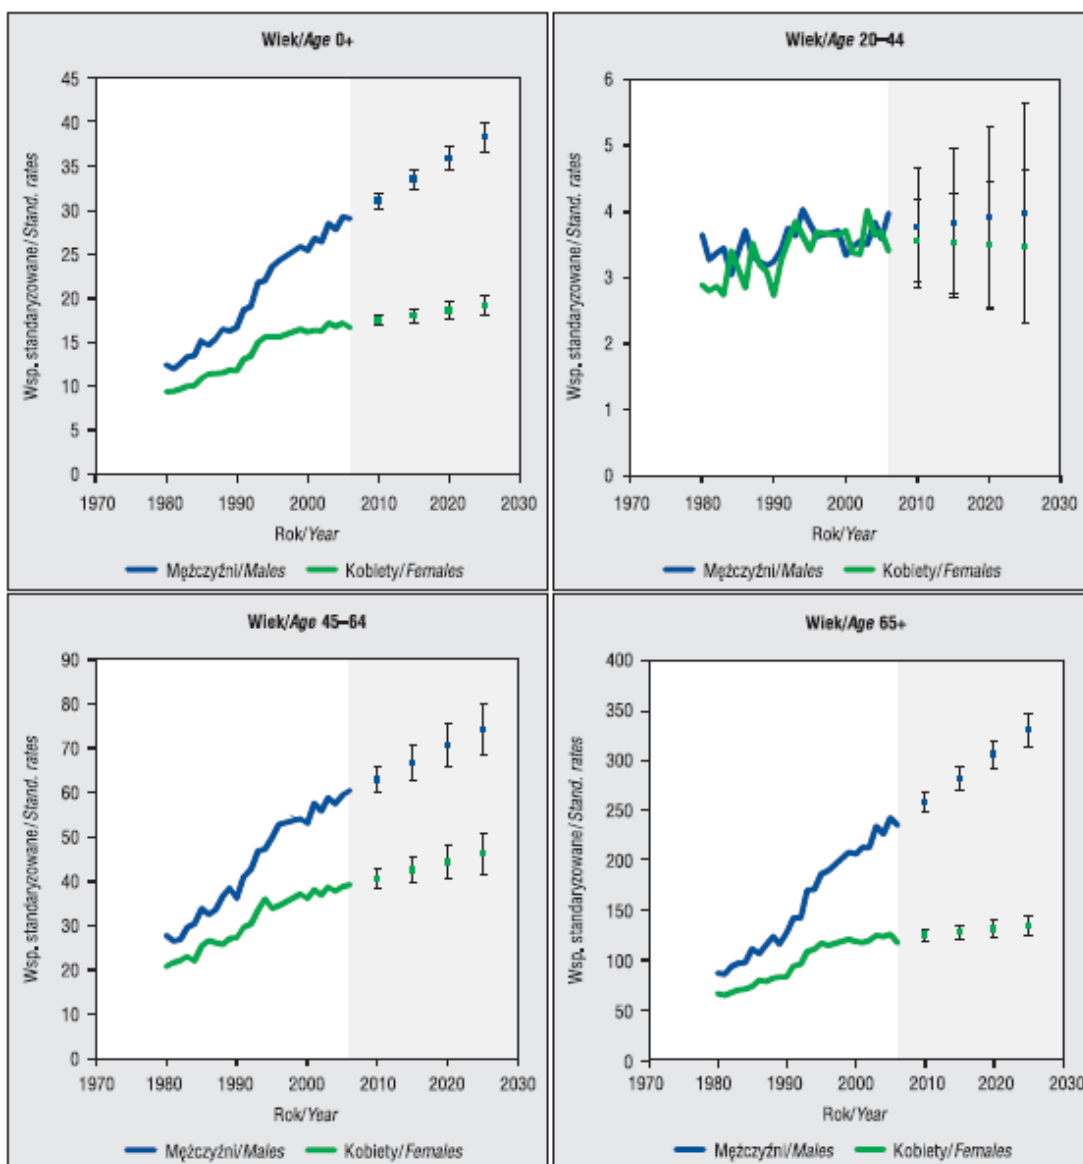 Wiek/Age 0+
Wsp. standaryzowane/Stand. rates
45
40
35
30
25
20
15
10
5
0
1970 1980 1990 2000 2010 2020 2030
Rok/Year
Mężczyźni/Males Kobiety/Females
Wiek/Age 20–44
Wsp. standaryzowane/Stand. rates
6
5
4
3
2
1
0
1970 1980 1990 2000 2010 2020 2030
Rok/Year
Mężczyźni/Males Kobiety/Females
Wiek/Age 45–64
Wsp. standaryzowane/Stand. rates
90
80
70
60
50
40
30
20
10
0
1970 1980 1990 2000 2010 2020 2030
Rok/Year
Mężczyźni/Males Kobiety/Females
Wiek/Age 65+
Wsp. standaryzowane/Stand. rates
400
350
300
250
200
150
100
50
0
1970 1980 1990 2000 2010 2020 2030
Rok/Year
Mężczyźni/Males Kobiety/Females